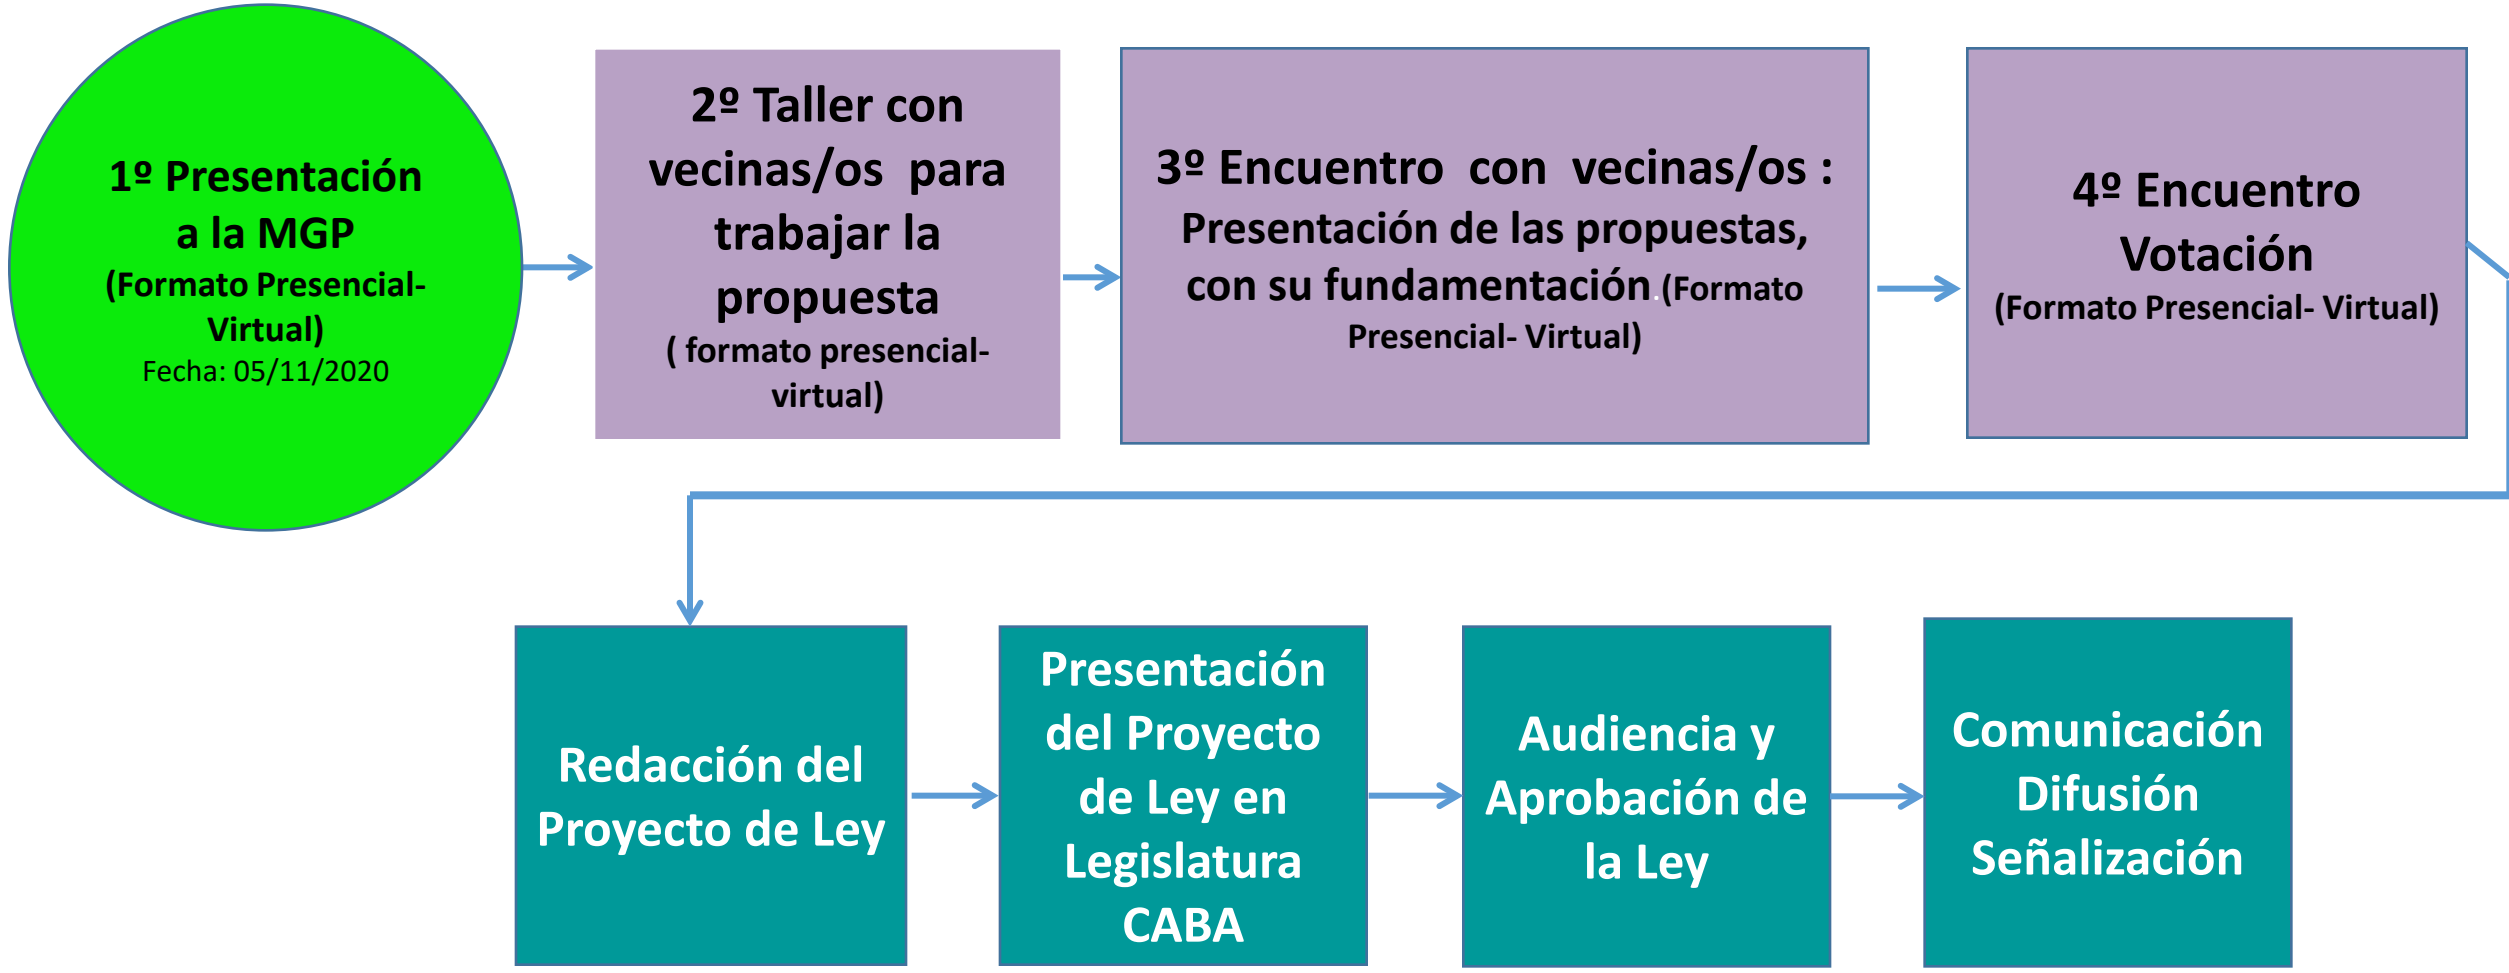 1º Presentación
a la MGP
(Formato Presencial-
Virtual)
Fecha: 05/11/2020
2º Taller con
vecinas/os para
trabajar la
propuesta
( formato presencial-
virtual)
3º Encuentro con vecinas/os :
Presentación de las propuestas,
con su fundamentación.(Formato
Presencial- Virtual)
4º Encuentro
Votación
(Formato Presencial- Virtual)
Redacción del
Proyecto de Ley
Presentación
del Proyecto
de Ley en
Legislatura
CABA
Audiencia y
Aprobación de
la Ley
Comunicación
Difusión
Señalización